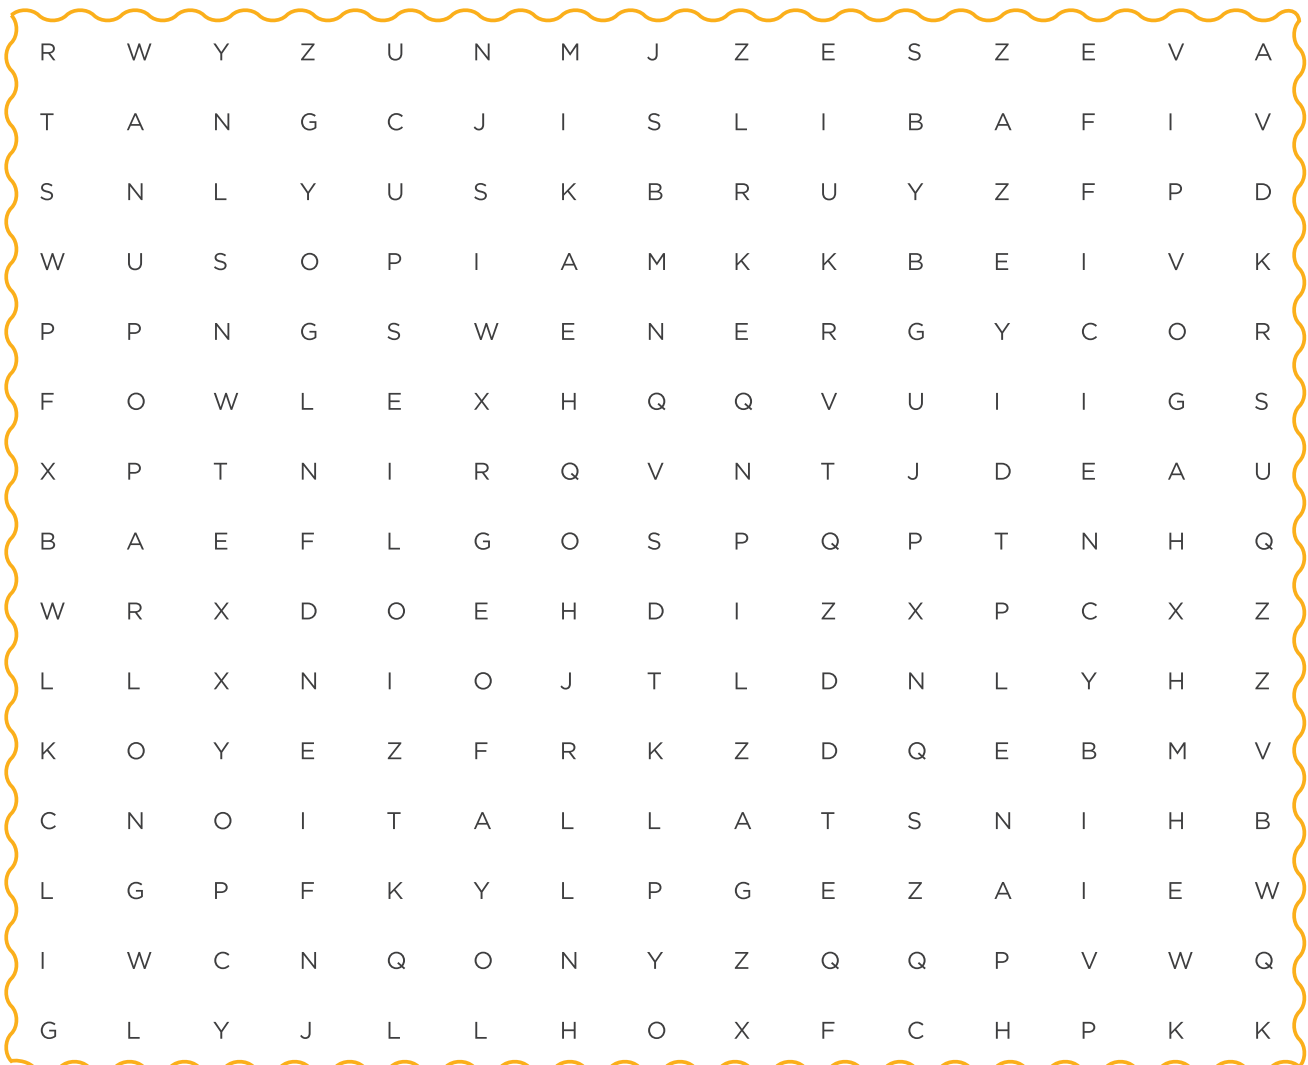 R W Y Z U N M J Z E S Z E V A
T A N G C J I S L I B A F I V
S N L Y U S K B R U Y Z F P D
W U S O P I A M K K B E I V K
P P N G S W E N E R G Y C O R
F O W L E X H Q Q V U I I G S
X P T N I R Q V N T J D E A U
B A E F L G O S P Q P T N H Q
W R X D O E H D I Z X P C X Z
L L X N I O J T L D N L Y H Z
K O Y E Z F R K Z D Q E B M V
C N O I T A L L A T S N I H B
L G P F K Y L P G E Z A I E W
I W C N Q O N Y Z Q Q P V W Q
G L Y J L L H O X F C H P K K